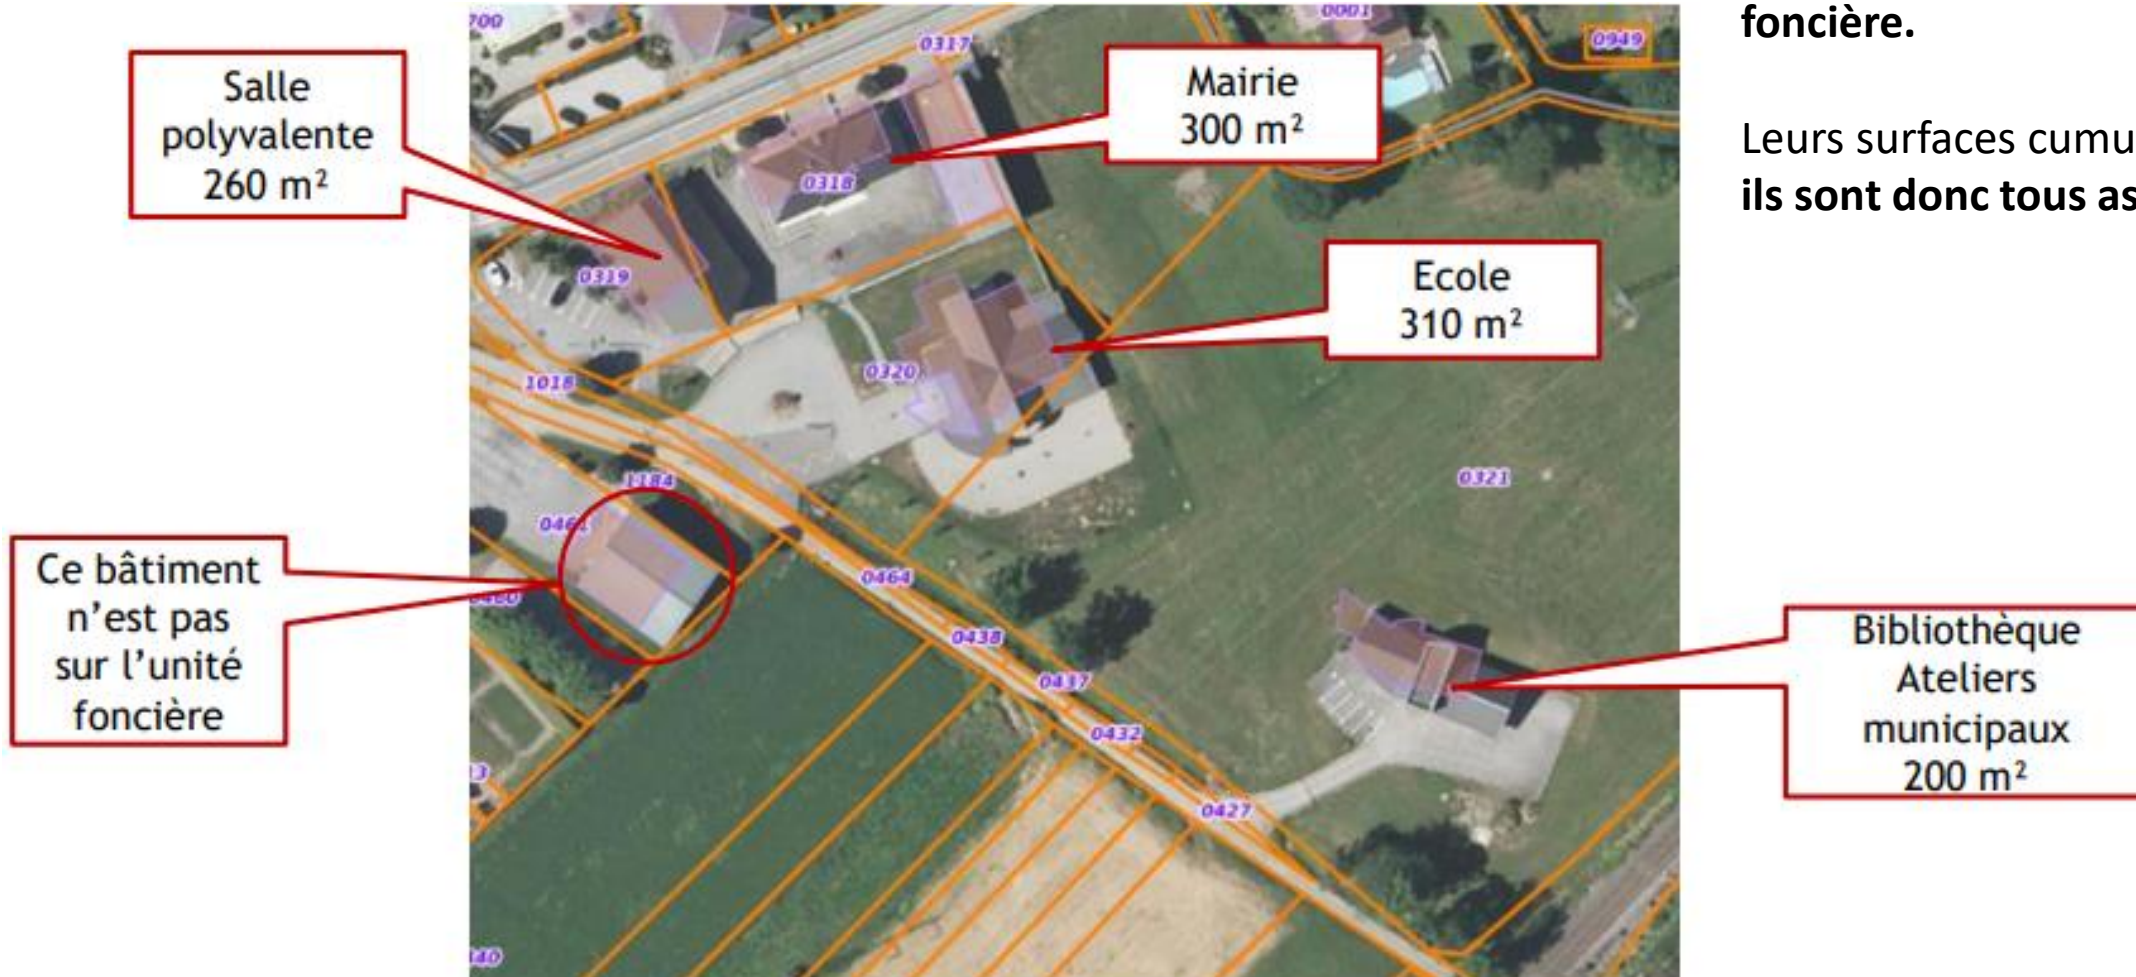 foncière.
Leurs surfaces cumu
ils sont donc tous as
Salle
polyvalente
260 m²
Mairie
300 m²
Ecole
310 m²
Ce bâtiment
n'est pas
sur l'unité
foncière
Bibliothèque
Ateliers
municipaux
200 m²
700
0317
0001
0949
0318
0319
0320
1018
0321
1184
0461
0464
0438
0437
0432
0427